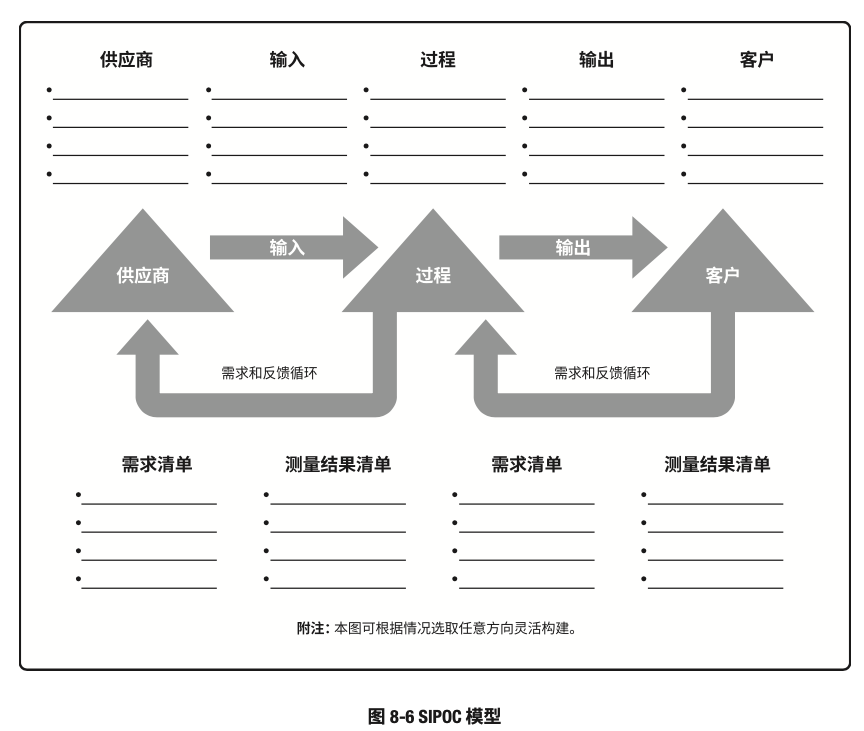 供应商 输入 过程 输出 客户
输入 输出
供应商 过程 客户
需求和反馈循环 需求和反馈循环
需求清单 测量结果清单 需求清单 测量结果清单
附注：本图可根据情况选取任意方向灵活构建。
图 8-6 SIPOC 模型